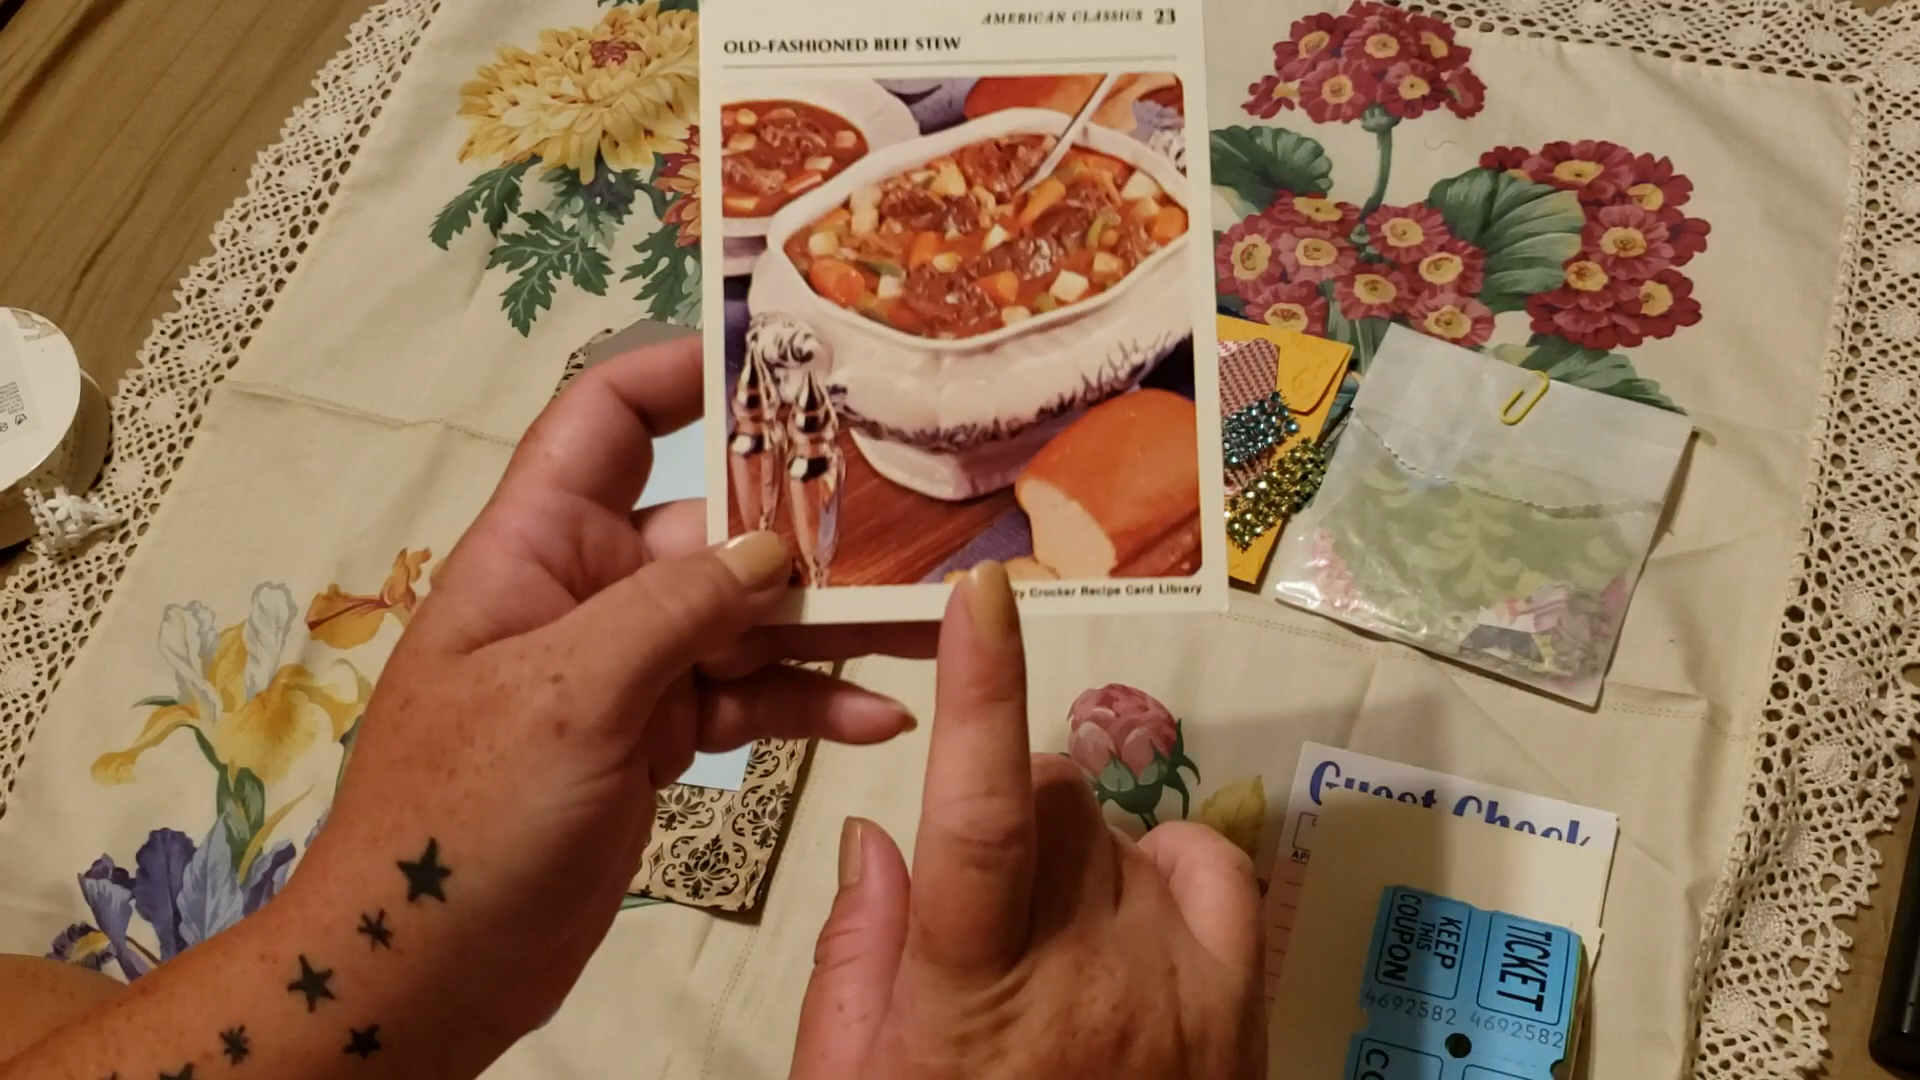 AMERICAN CLASSICS 23
OLD-FASHIONED BEEF STEW
Crocker Recipe Card Library
Guest Check
TICKET
KEEP
THIS
COUPON
4692582 4692582